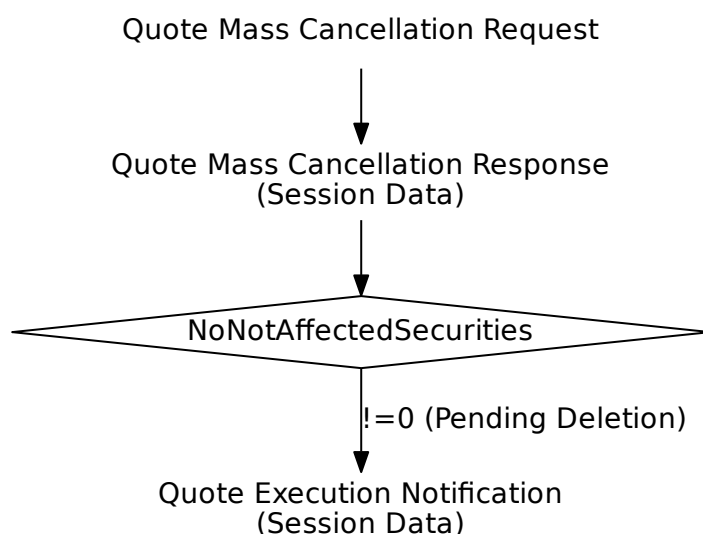 Quote Mass Cancellation Request
Quote Mass Cancellation Response
(Session Data)
NoNotAffectedSecurities
!=0 (Pending Deletion)
Quote Execution Notification
(Session Data)